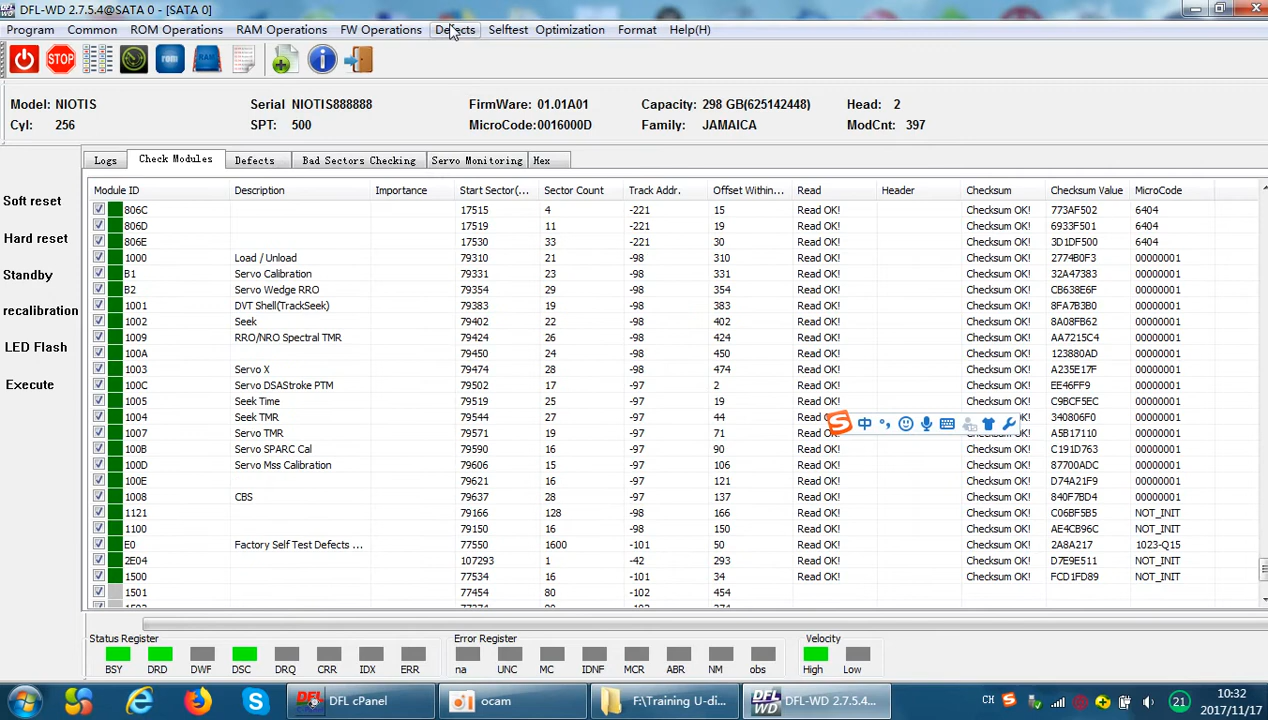 DFL-WD 2.7.5.4@SATA 0 - [SATA 0]
Program Common ROM Operations RAM Operations FW Operations Defects Selftest Optimization Format Help(H)
Model: NIOTIS Serial NIOTIS888888 FirmWare: 01.01A01 Capacity: 298 GB(625142448) Head: 2
Cyl: 256 SPT: 500 MicroCode:0016000D Family: JAMAICA ModCnt: 397
Logs Check Modules Defects Bad Sectors Checking Servo Monitoring Hex
Soft reset
Hard reset
Standby
recalibration
LED Flash
Execute
Module ID Description Importance Start Sector(... Sector Count Track Addr. Offset Within... Read Header Checksum Checksum Value MicroCode
806C 17515 4 -221 15 Read OK! Checksum OK! 773AF502 6404
806D 17519 11 -221 19 Read OK! Checksum OK! 6933F501 6404
806E 17530 33 -221 30 Read OK! Checksum OK! 3D1DF500 6404
1000 Load / Unload 79310 21 -98 310 Read OK! Checksum OK! 2774B0F3 00000001
B1 Servo Calibration 79331 23 -98 331 Read OK! Checksum OK! 32A47383 00000001
B2 Servo Wedge RRO 79354 29 -98 354 Read OK! Checksum OK! CB638E6F 00000001
1001 DVT Shell(TrackSeek) 79383 19 -98 383 Read OK! Checksum OK! 8FA7B3B0 00000001
1002 Seek 79402 22 -98 402 Read OK! Checksum OK! 8A08FB62 00000001
1009 RRO/NRO Spectral TMR 79424 26 -98 424 Read OK! Checksum OK! AA7215C4 00000001
100A 79450 24 -98 450 Read OK! Checksum OK! 123880AD 00000001
1003 Servo X 79474 28 -98 474 Read OK! Checksum OK! A235E17F 00000001
100C Servo DSAStroke PTM 79502 17 -97 2 Read OK! Checksum OK! EE46FF9 00000001
1005 Seek Time 79519 25 -97 19 Read OK! Checksum OK! C9BCF5EC 00000001
1004 Seek TMR 79544 27 -97 44 Read Checksum OK! 340806F0 00000001
1007 Servo TMR 79571 19 -97 71 Read OK! Checksum OK! A5B17110 00000001
100B Servo SPARC Cal 79590 16 -97 90 Read OK! Checksum OK! C191D763 00000001
100D Servo Mss Calibration 79606 15 -97 106 Read OK! Checksum OK! 87700ADC 00000001
100E 79621 16 -97 121 Read OK! Checksum OK! D74A21F9 00000001
1008 CBS 79637 28 -97 137 Read OK! Checksum OK! 840F7BD4 00000001
1121 79166 128 -98 166 Read OK! Checksum OK! C06BF5B5 NOT_INIT
1100 79150 16 -98 150 Read OK! Checksum OK! AE4CB96C NOT_INIT
E0 Factory Self Test Defects ... 77550 1600 -101 50 Read OK! Checksum OK! 2A8A217 1023-Q15
2E04 107293 1 -42 293 Read OK! Checksum OK! D7E9E511 NOT_INIT
1500 77534 16 -101 34 Read OK! Checksum OK! FCD1FD89 NOT_INIT
1501 77454 80 -102 454
中
Status Register Error Register Velocity
BSY DRD DWF DSC DRQ CRR IDX ERR na UNC MC IDNF MCR ABR NM obs High Low
DFL cPanel ocam F:\Training U-di... DFL-WD 2.7.5.4... CH 21 10:32
2017/11/17